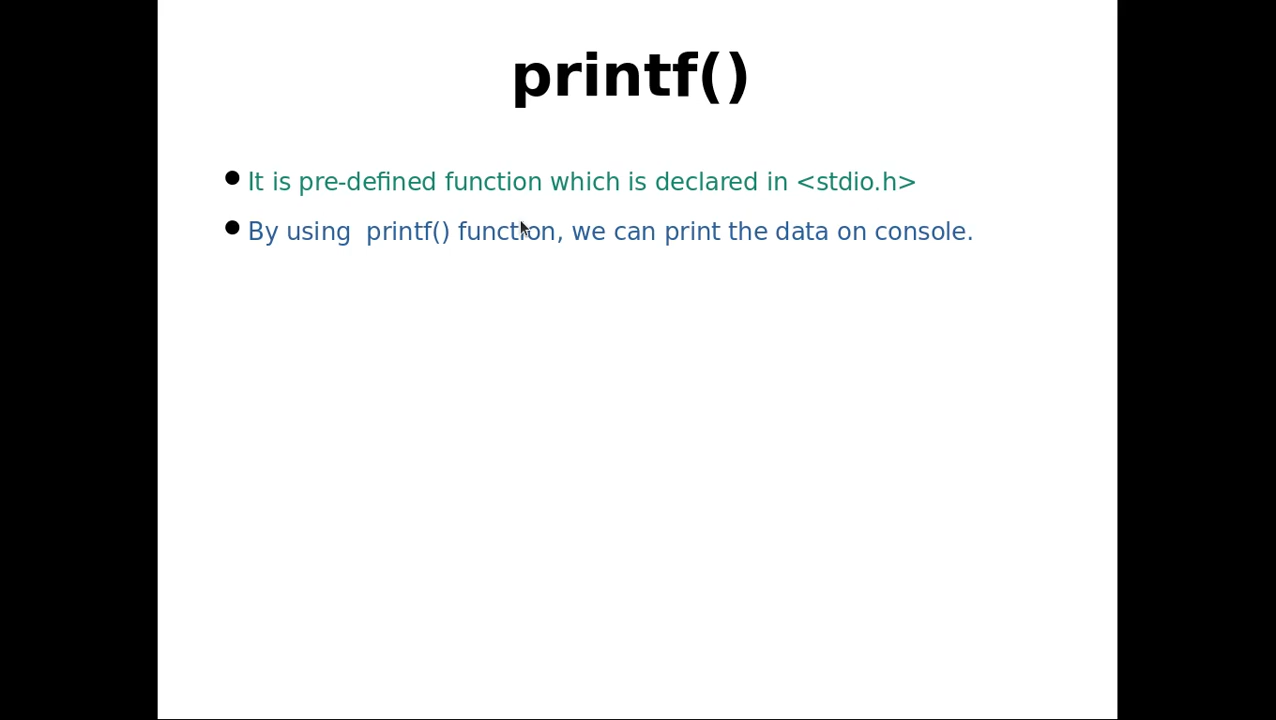 printf()
It is pre-defined function which is declared in <stdio.h>
By using  printf() function, we can print the data on console.